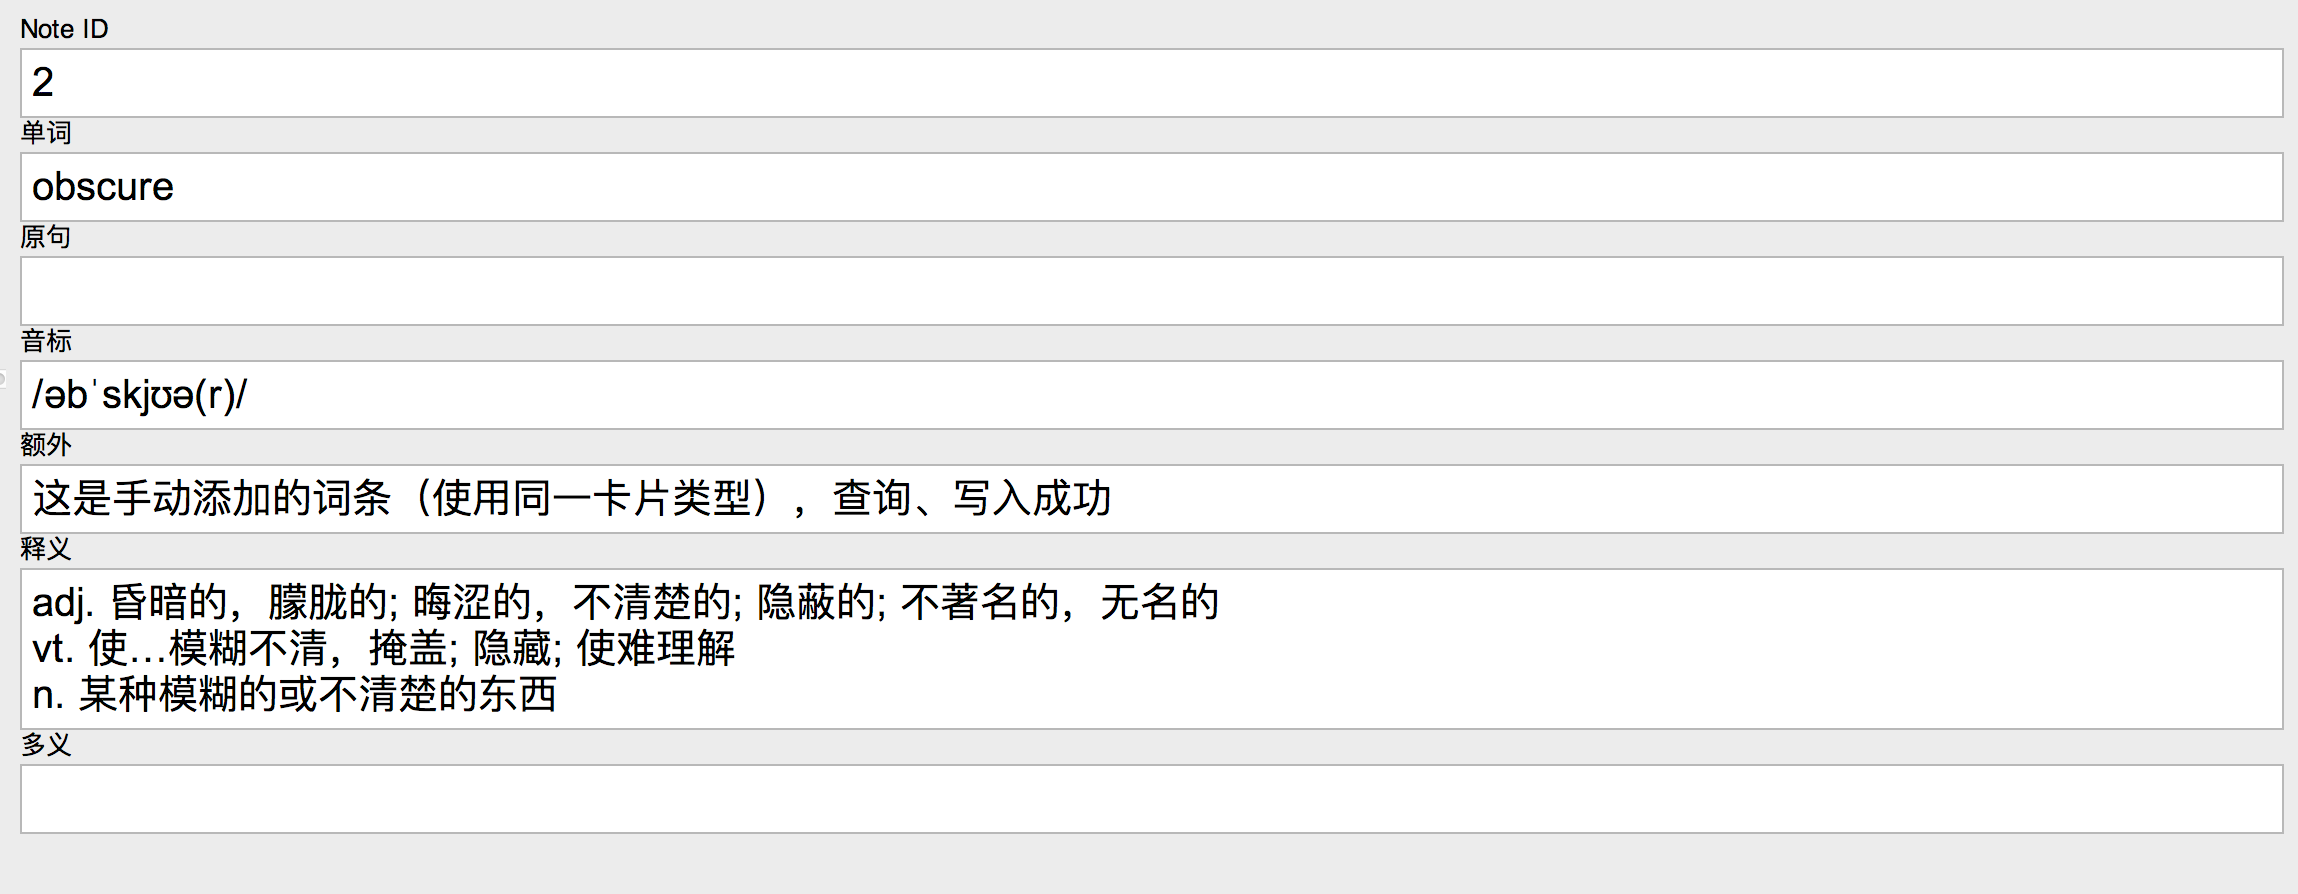 Note ID
2
单词
obscure
原句
音标
/əbˈskjʊə(r)/
额外
这是手动添加的词条（使用同一卡片类型），查询、写入成功
释义
adj. 昏暗的，朦胧的; 晦涩的，不清楚的; 隐蔽的; 不著名的，无名的
vt. 使…模糊不清，掩盖; 隐藏; 使难理解
n. 某种模糊的或不清楚的东西
多义